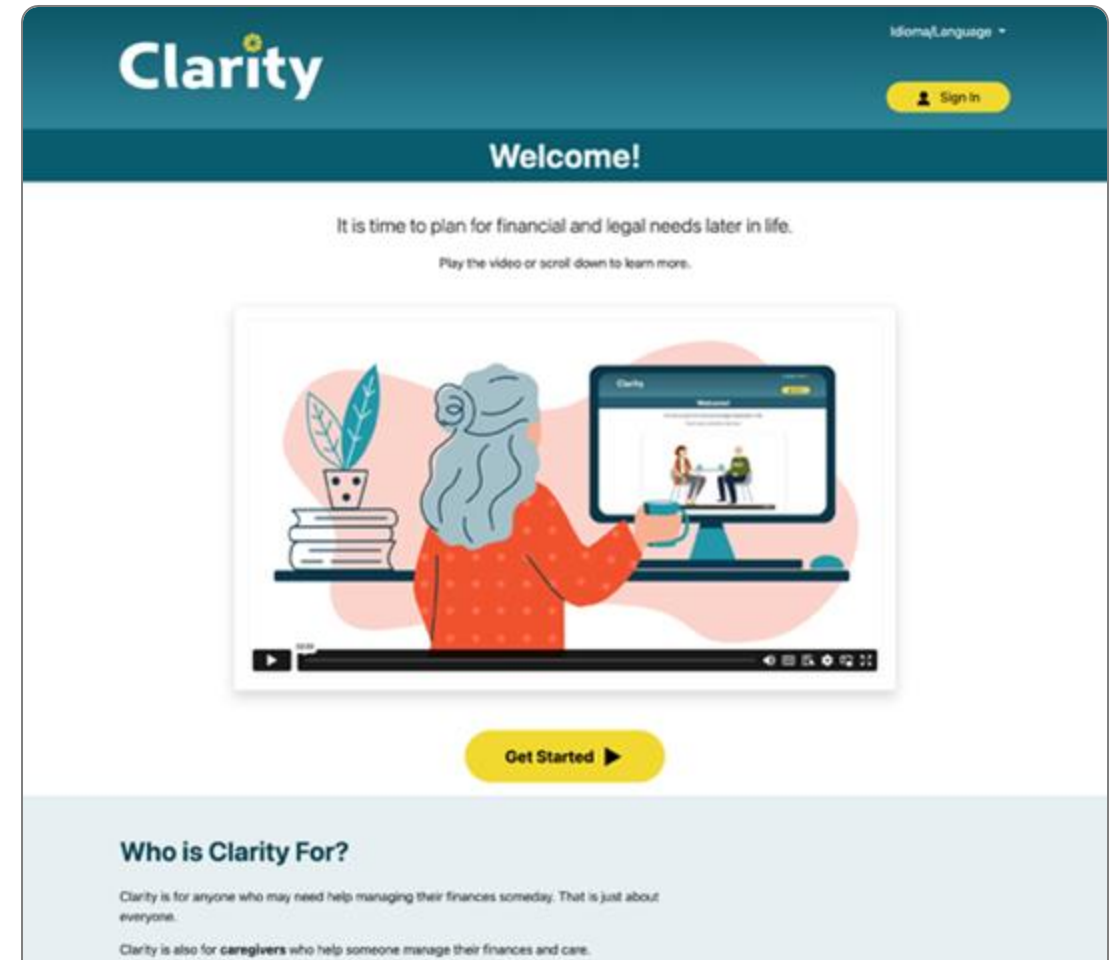 Idioma/Language
Clarity
Sign In
Welcome!
It is time to plan for financial and legal needs later in life.
Play the video or scroll down to learn more.
Clarity
Welcome!
Get Started
Who is Clarity For?
Clarity is for anyone who may need help managing their finances someday. That is just about
everyone.
Clarity is also for caregivers who help someone manage their finances and care.